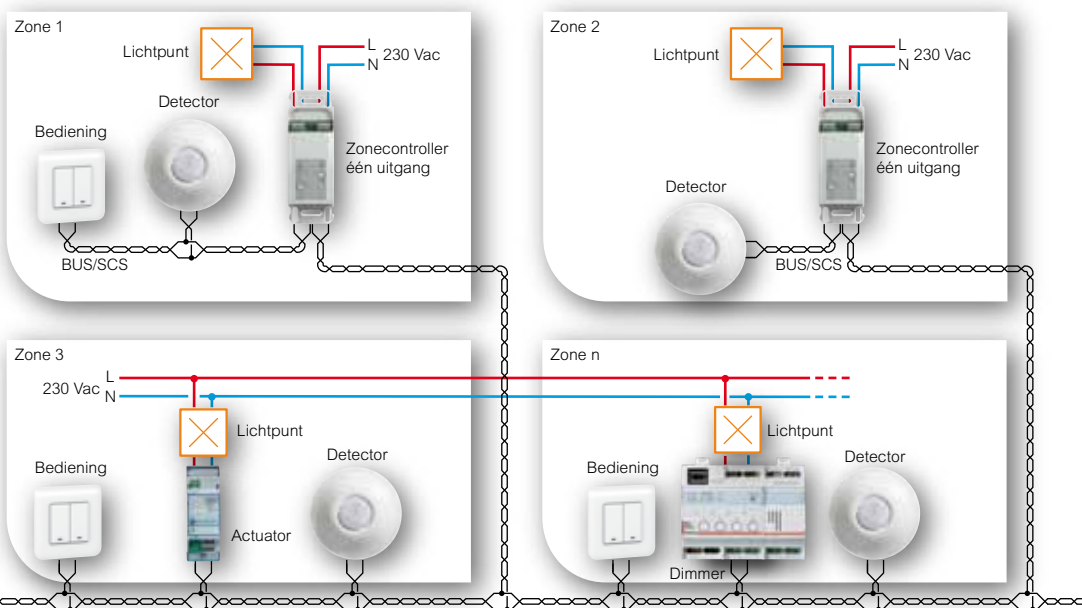 Zone 1
Lichtpunt
L
N
230 Vac
Detector
Bediening
Zonecontroller
één uitgang
BUS/SCS
Zone 2
Lichtpunt
L
N
230 Vac
Zonecontroller
één uitgang
Detector
BUS/SCS
Zone 3
230 Vac
L
N
Lichtpunt
Bediening
Detector
Actuator
Zone n
Lichtpunt
Bediening
Detector
Dimmer